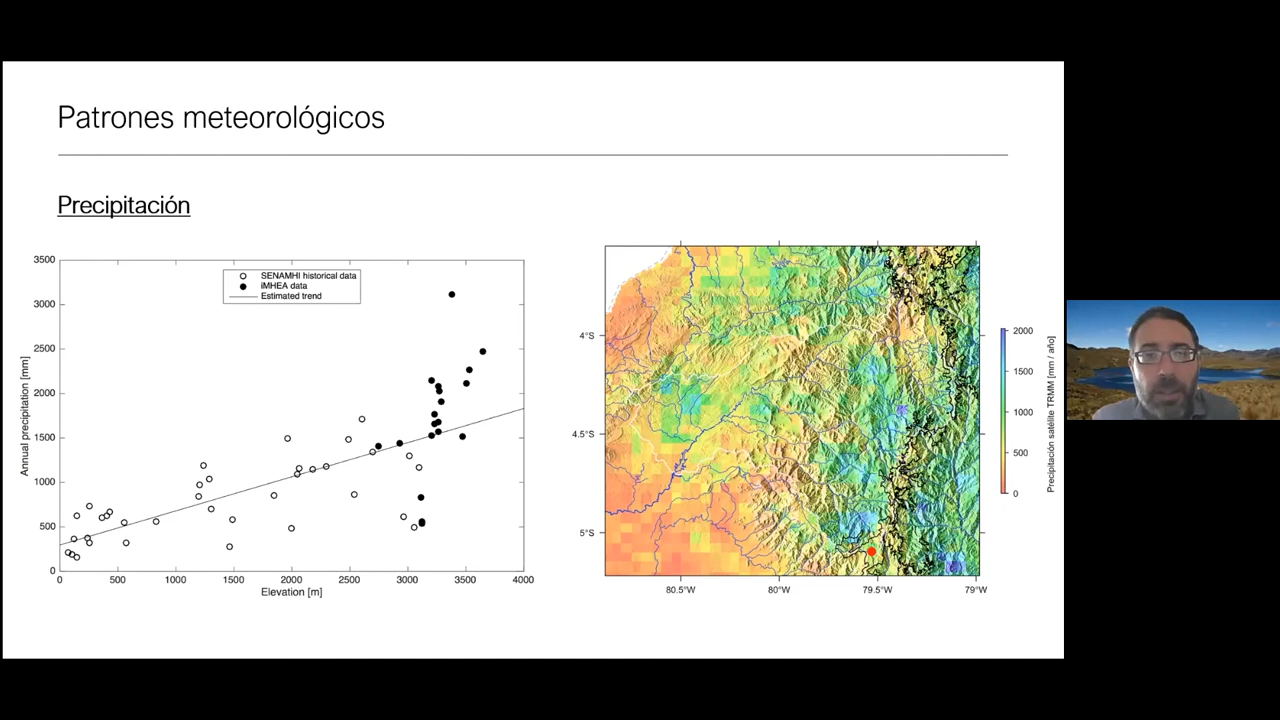 Patrones meteorológicos
Precipitación
3500
3000
2500
2000
1500
1000
500
0
Annual precipitation [mm]
SENAMHI historical data
iMHEA data
Estimated trend
0 500 1000 1500 2000 2500 3000 3500 4000
Elevation [m]
4°S
4.5°S
5°S
80.5°W 80°W 79.5°W 79°W
2000
1500
1000
500
0
Precipitación satélite TRMM [mm / año]